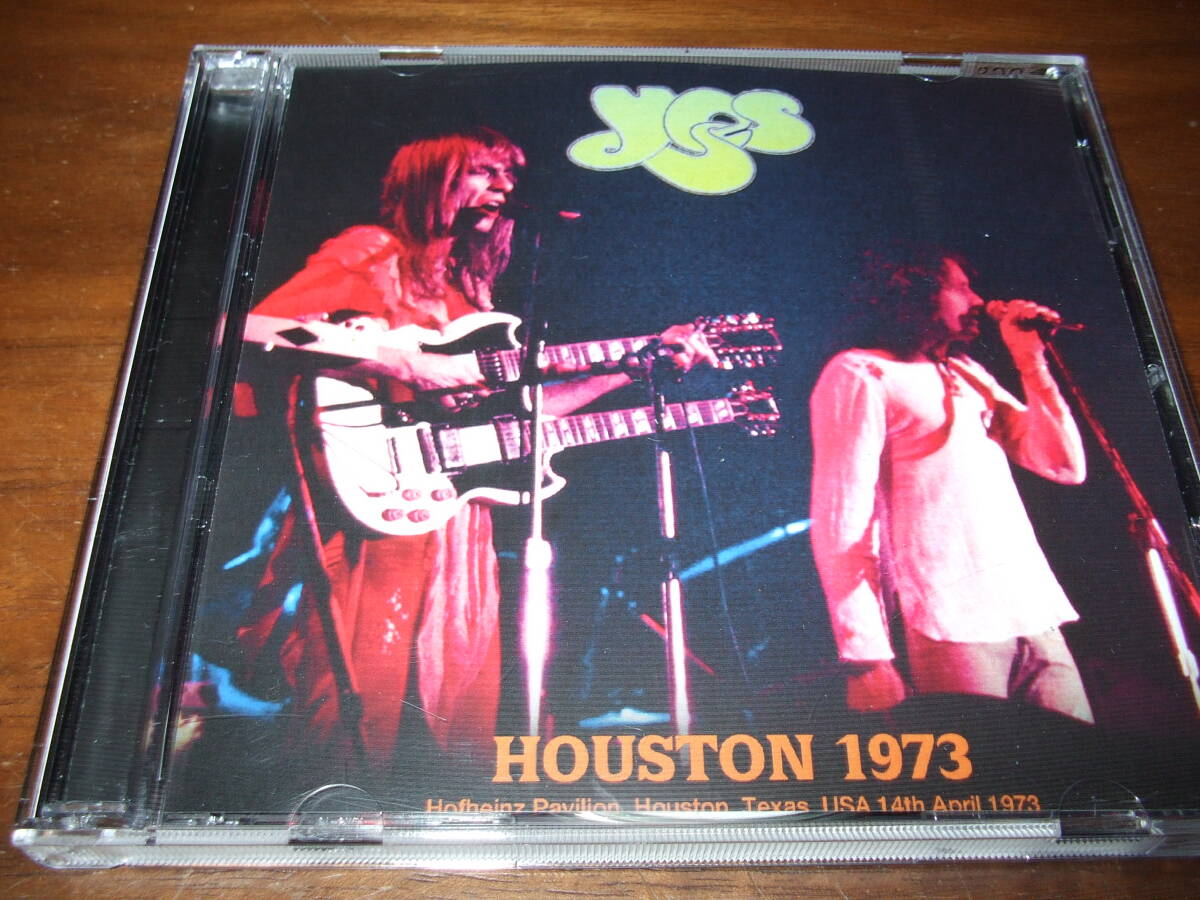 yes
HOUSTON 1973
Hofheinz Pavilion, Houston, Texas, USA 14th April 1973